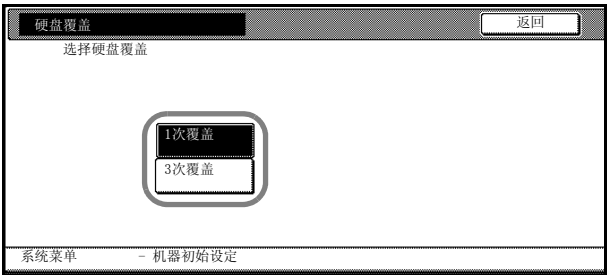 硬盘覆盖 返回
选择硬盘覆盖
1次覆盖
3次覆盖
系统菜单 - 机器初始设定